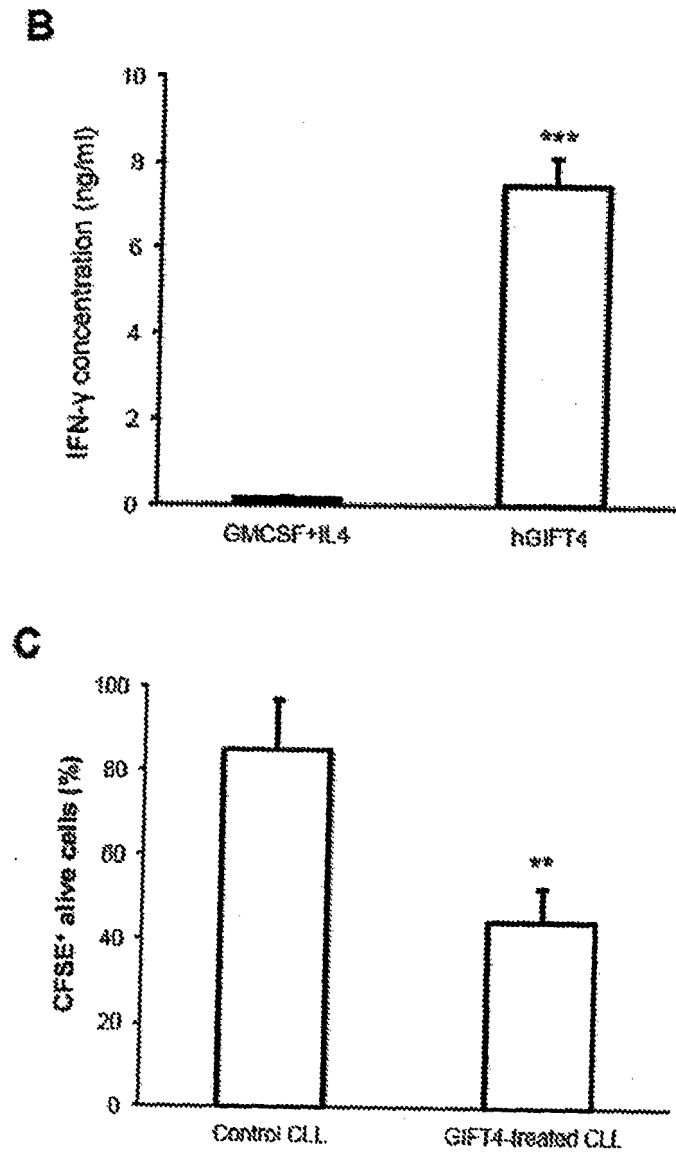 B
IFN-γ concentration (ng/ml)
10
8
6
4
2
0
***
GMCSF+IL4
hGIFT4
C
CFSE⁺ alive cells (%)
100
80
60
40
20
0
**
Control CLL
GIFT4-treated CLL